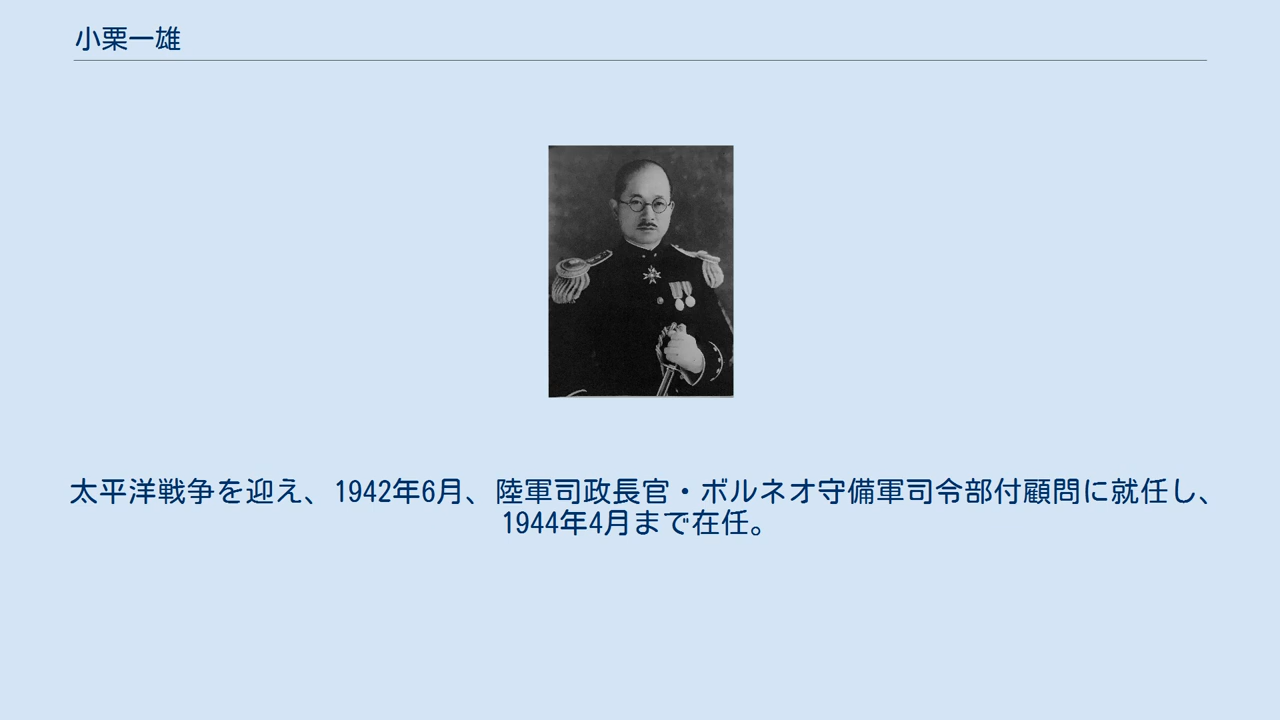 小栗一雄
太平洋戦争を迎え、1942年6月、陸軍司政長官・ボルネオ守備軍司令部付顧問に就任し、
1944年4月まで在任。